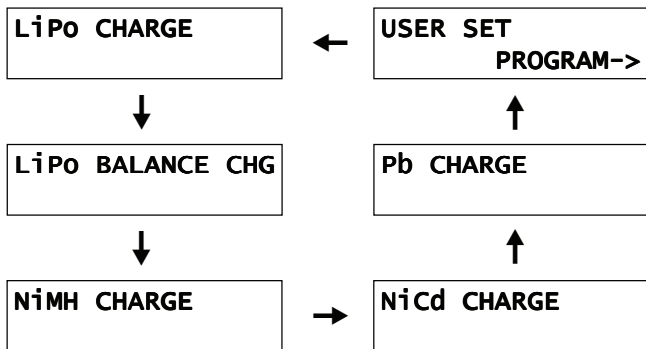 LiPo CHARGE
USER SET
PROGRAM->
LiPo BALANCE CHG
Pb CHARGE
NiMH CHARGE
NiCd CHARGE